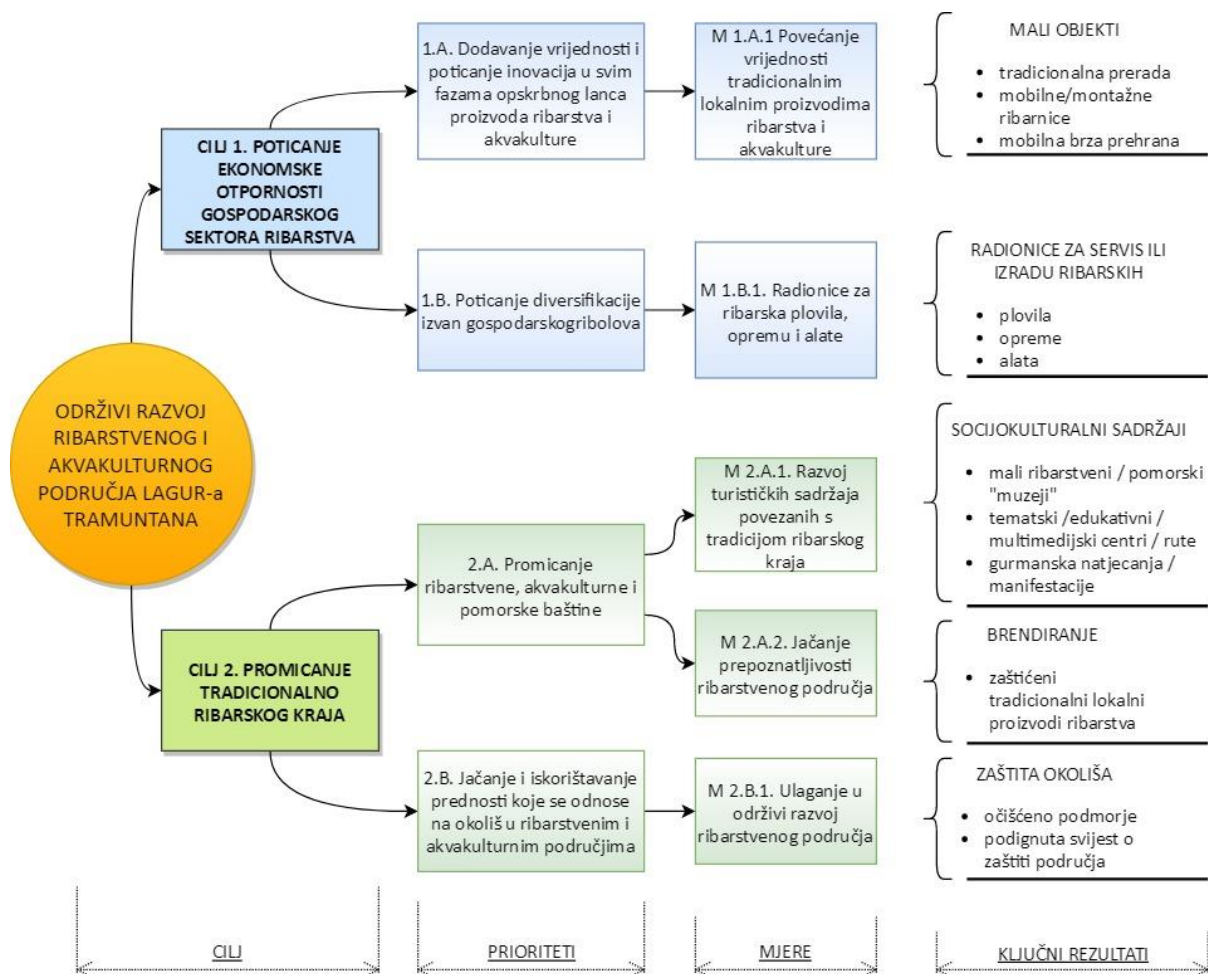 ODRŽIVI RAZVOJ
RIBARSTVENOG I
AKVAKULTURNOG
PODRUČJA LAGUR-a
TRAMUNTANA
CILJ 1. POTICANJE
EKONOMSKE
OTPORNOSTI
GOSPODARSKOG
SEKTORA RIBARSTVA
1.A. Dodavanje vrijednosti i
poticanje inovacija u svim
fazama opskrbnog lanca
proizvoda ribarstva i
akvakulture
M 1.A.1 Povećanje
vrijednosti
tradicionalnim
lokalnim proizvodima
ribarstva i
akvakulture
MALI OBJEKTI
• tradicionalna prerada
• mobilne/montažne
ribarnice
• mobilna brza prehrana
1.B. Poticanje diversifikacije
izvan gospodarskogribolova
M 1.B.1. Radionice za
ribarska plovila,
opremu i alate
RADIONICE ZA SERVIS ILI
IZRADU RIBARSKIH
• plovila
• opreme
• alata
CILJ 2. PROMICANJE
TRADICIONALNO
RIBARSKOG KRAJA
2.A. Promicanje
ribarstvene, akvakulturne i
pomorske baštine
M 2.A.1. Razvoj
turističkih sadržaja
povezanih s
tradicijom ribarskog
kraja
SOCIJOKULTURALNI SADRŽAJI
• mali ribarstveni / pomorski
"muzeji"
• tematski /edukativni /
multimedijski centri / rute
• gurmanska natjecanja /
manifestacije
M 2.A.2. Jačanje
prepoznatljivosti
ribarstvenog područja
BRENDIRANJE
• zaštićeni
tradicionalni lokalni
proizvodi ribarstva
2.B. Jačanje i iskorištavanje
prednosti koje se odnose
na okoliš u ribarstvenim i
akvakulturnim područjima
M 2.B.1. Ulaganje u
održivi razvoj
ribarstvenog područja
ZAŠTITA OKOLIŠA
• očišćeno podmorje
• podignuta svijest o
zaštiti područja
CILJ
PRIORITETI
MJERE
KLJUČNI REZULTATI